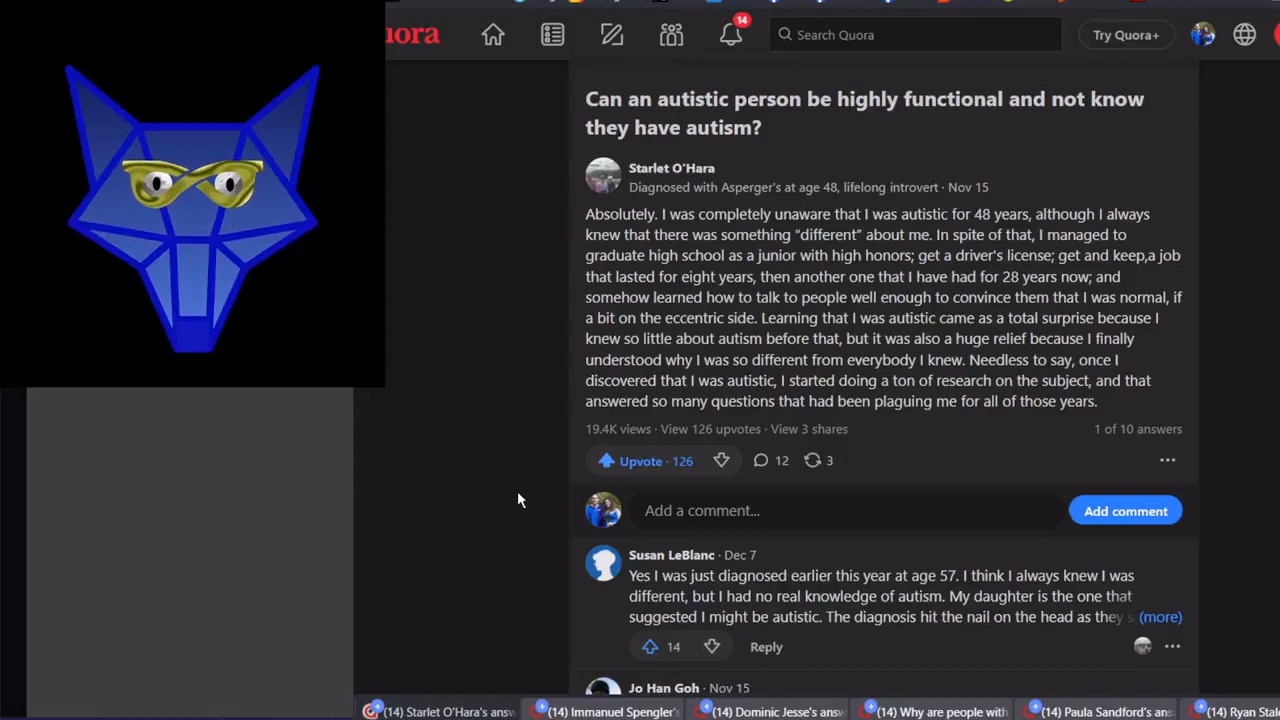 uora
14
Search Quora
Try Quora+
Can an autistic person be highly functional and not know
they have autism?
Starlet O'Hara
Diagnosed with Asperger's at age 48, lifelong introvert · Nov 15
Absolutely. I was completely unaware that I was autistic for 48 years, although I always
knew that there was something “different” about me. In spite of that, I managed to
graduate high school as a junior with high honors; get a driver's license; get and keep,a job
that lasted for eight years, then another one that I have had for 28 years now; and
somehow learned how to talk to people well enough to convince them that I was normal, if
a bit on the eccentric side. Learning that I was autistic came as a total surprise because I
knew so little about autism before that, but it was also a huge relief because I finally
understood why I was so different from everybody I knew. Needless to say, once I
discovered that I was autistic, I started doing a ton of research on the subject, and that
answered so many questions that had been plaguing me for all of those years.
19.4K views · View 126 upvotes · View 3 shares
1 of 10 answers
Upvote · 126
12
3
Add a comment...
Add comment
Susan LeBlanc · Dec 7
Yes I was just diagnosed earlier this year at age 57. I think I always knew I was
different, but I had no real knowledge of autism. My daughter is the one that
suggested I might be autistic. The diagnosis hit the nail on the head as they s (more)
14
Reply
Jo Han Goh · Nov 15
(14) Starlet O'Hara's answ
(14) Immanuel Spengler's
(14) Dominic Jesse's answ
(14) Why are people with
(14) Paula Sandford's ans
(14) Ryan Sta